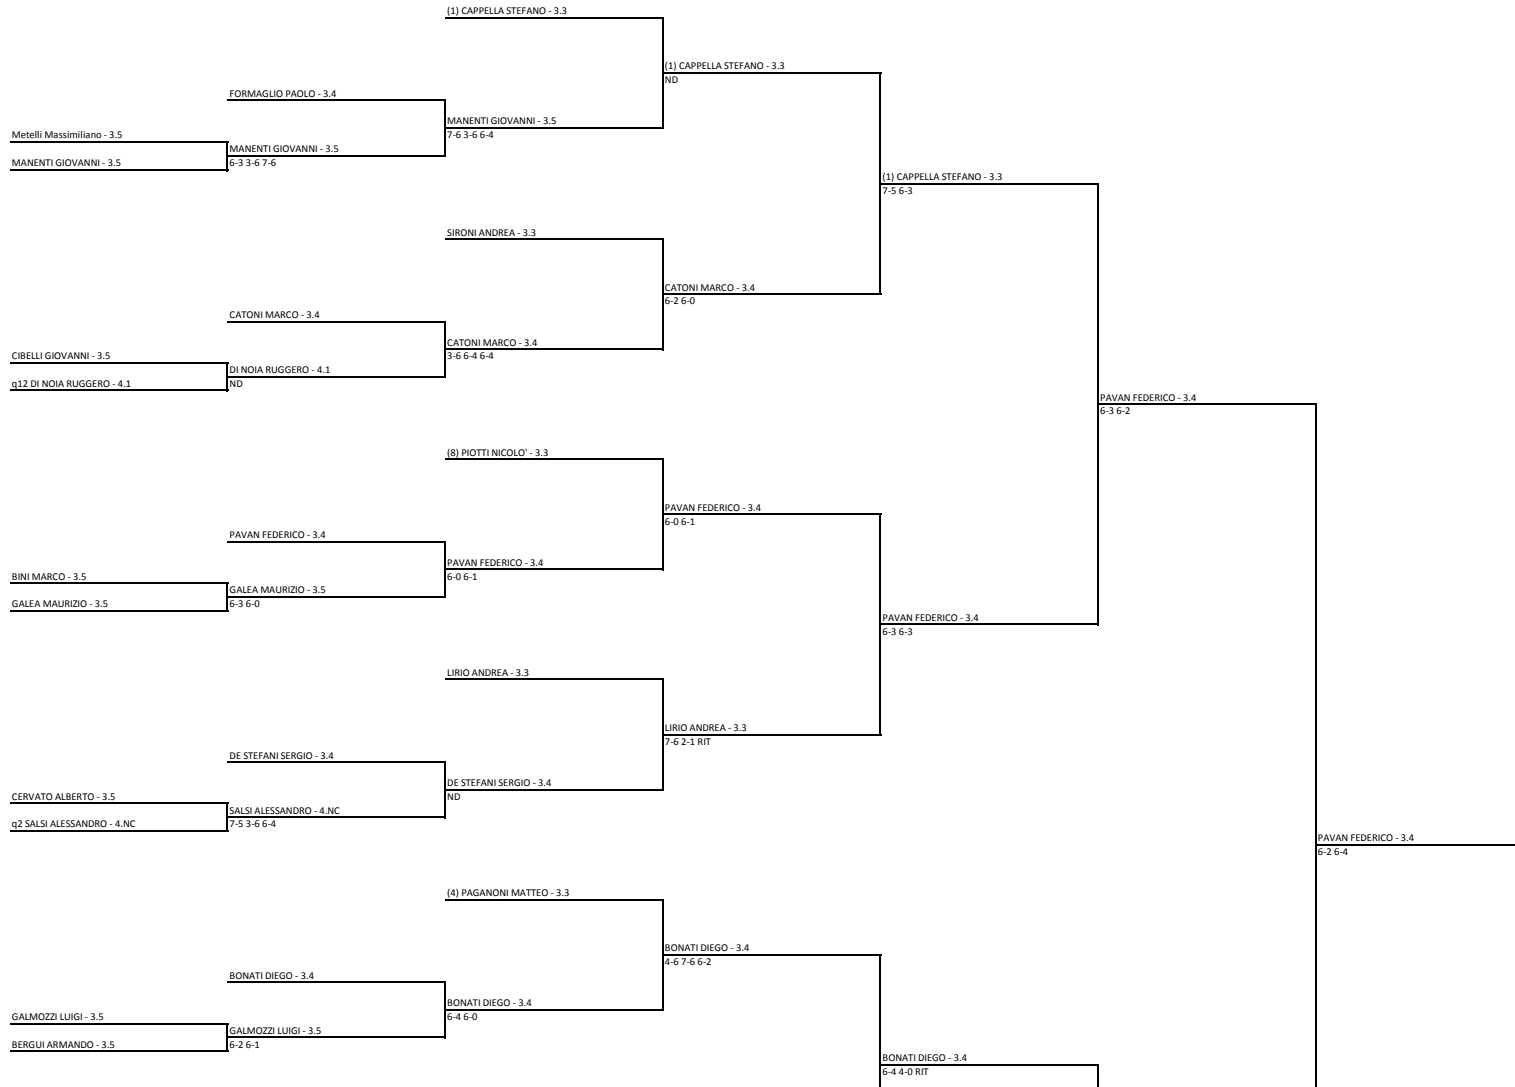 (1) CAPPELLA STEFANO - 3.3
(1) CAPPELLA STEFANO - 3.3
ND
FORMAGLIO PAOLO - 3.4
MANENTI GIOVANNI - 3.5
7-6 3-6 6-4
Metelli Massimiliano - 3.5
MANENTI GIOVANNI - 3.5
6-3 3-6 7-6
MANENTI GIOVANNI - 3.5
(1) CAPPELLA STEFANO - 3.3
7-5 6-3
SIRONI ANDREA - 3.3
CATONI MARCO - 3.4
6-2 6-0
CATONI MARCO - 3.4
CATONI MARCO - 3.4
3-6 6-4 6-4
CIBELLI GIOVANNI - 3.5
DI NOIA RUGGERO - 4.1
ND
q12 DI NOIA RUGGERO - 4.1
PAVAN FEDERICO - 3.4
6-3 6-2
(8) PIOTTI NICOLO' - 3.3
PAVAN FEDERICO - 3.4
6-0 6-1
PAVAN FEDERICO - 3.4
PAVAN FEDERICO - 3.4
6-0 6-1
BINI MARCO - 3.5
GALEA MAURIZIO - 3.5
6-3 6-0
GALEA MAURIZIO - 3.5
PAVAN FEDERICO - 3.4
6-3 6-3
LIRIO ANDREA - 3.3
LIRIO ANDREA - 3.3
7-6 2-1 RIT
DE STEFANI SERGIO - 3.4
DE STEFANI SERGIO - 3.4
ND
CERVATO ALBERTO - 3.5
SALSI ALESSANDRO - 4.NC
7-5 3-6 6-4
q2 SALSI ALESSANDRO - 4.NC
PAVAN FEDERICO - 3.4
6-2 6-4
(4) PAGANONI MATTEO - 3.3
BONATI DIEGO - 3.4
4-6 7-6 6-2
BONATI DIEGO - 3.4
BONATI DIEGO - 3.4
6-4 6-0
GALMOZZI LUIGI - 3.5
GALMOZZI LUIGI - 3.5
6-2 6-1
BERGUI ARMANDO - 3.5
BONATI DIEGO - 3.4
6-4 4-0 RIT